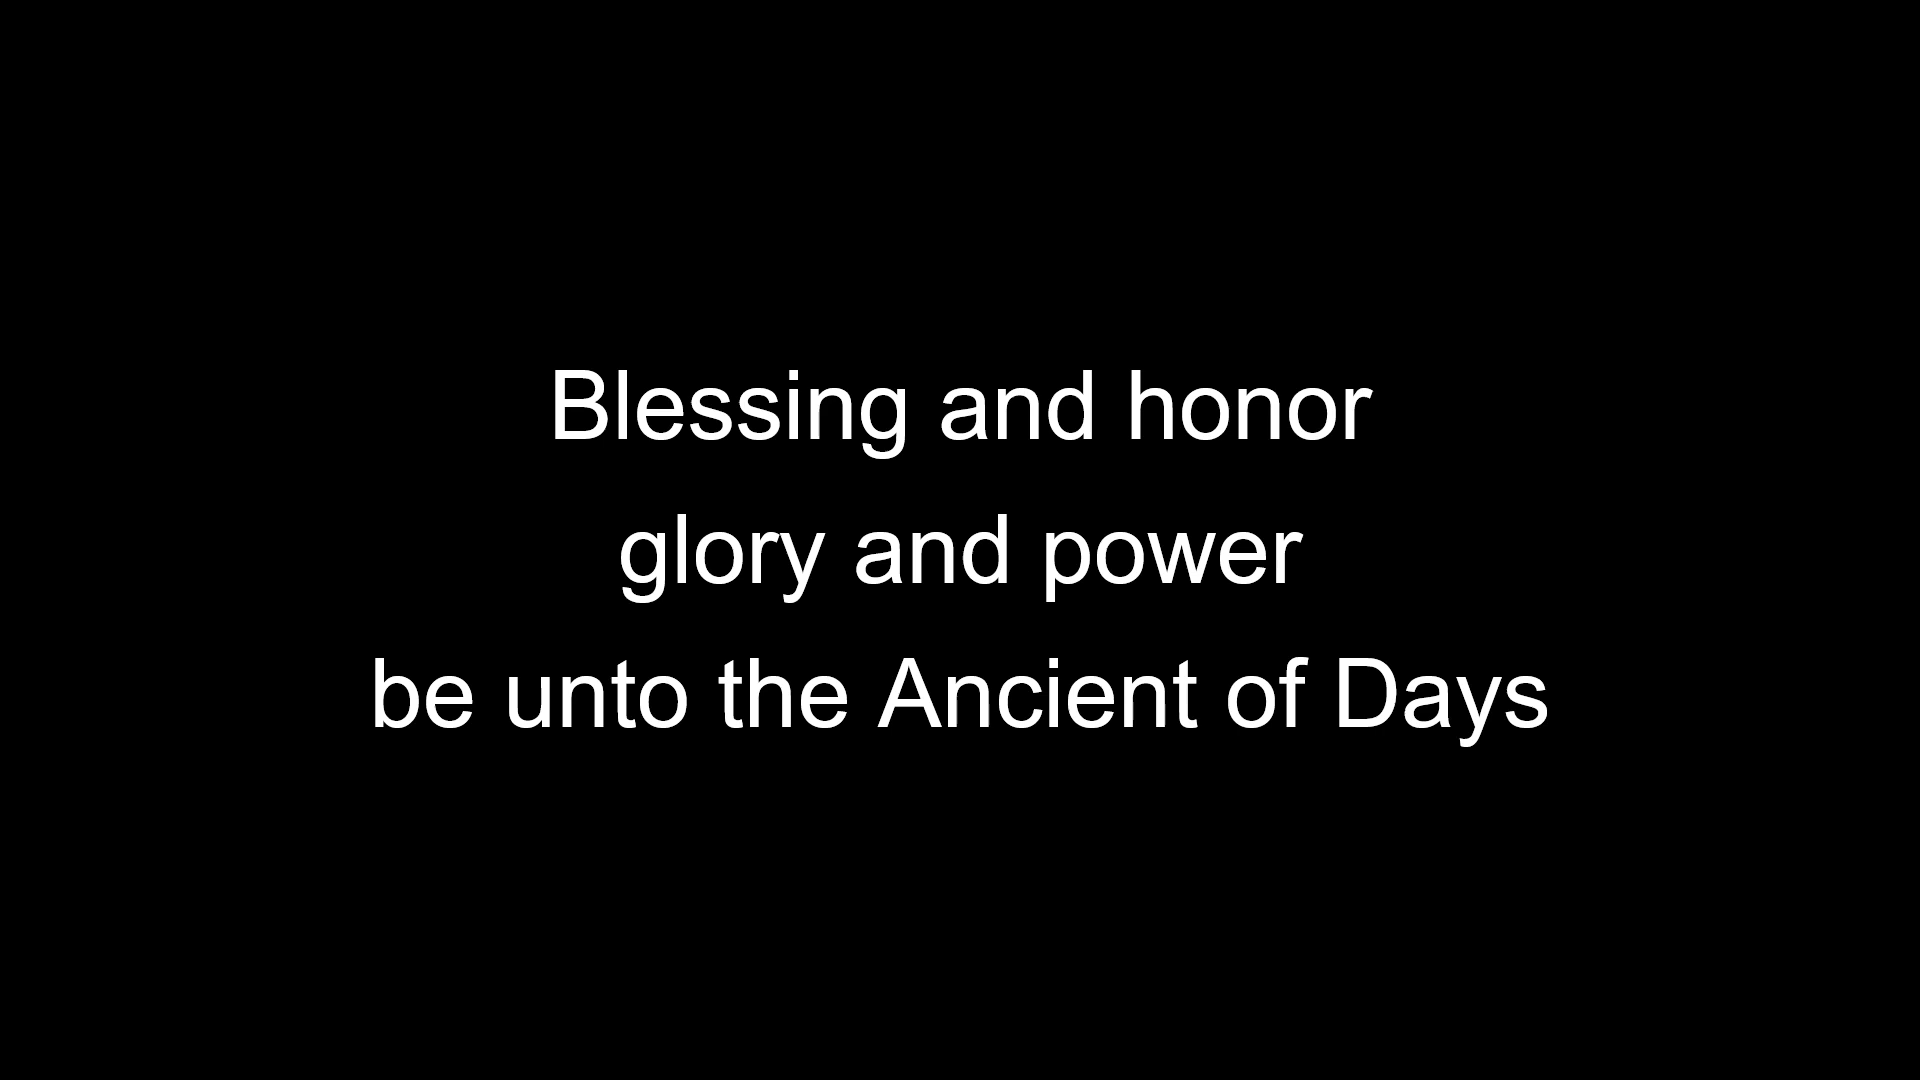 Blessing and honor
glory and power
be unto the Ancient of Days